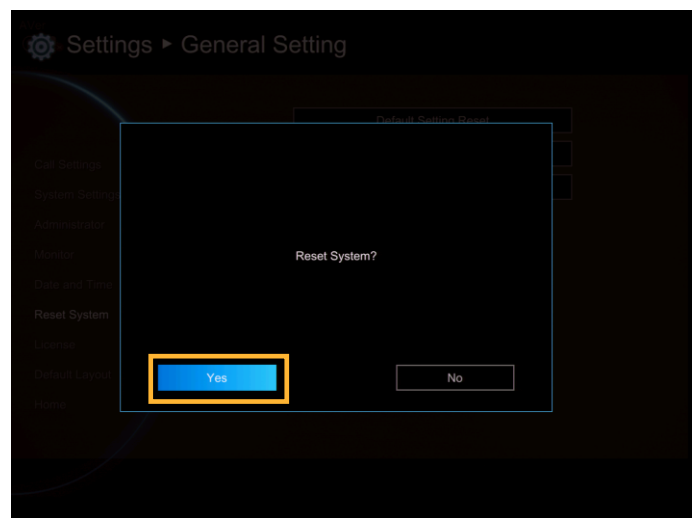 Settings ▸ General Setting
Default Setting Reset
Call Settings
System Settings
Administrator
Monitor
Date and Time
Reset System
License
Default Layout
Home
Reset System?
Yes
No